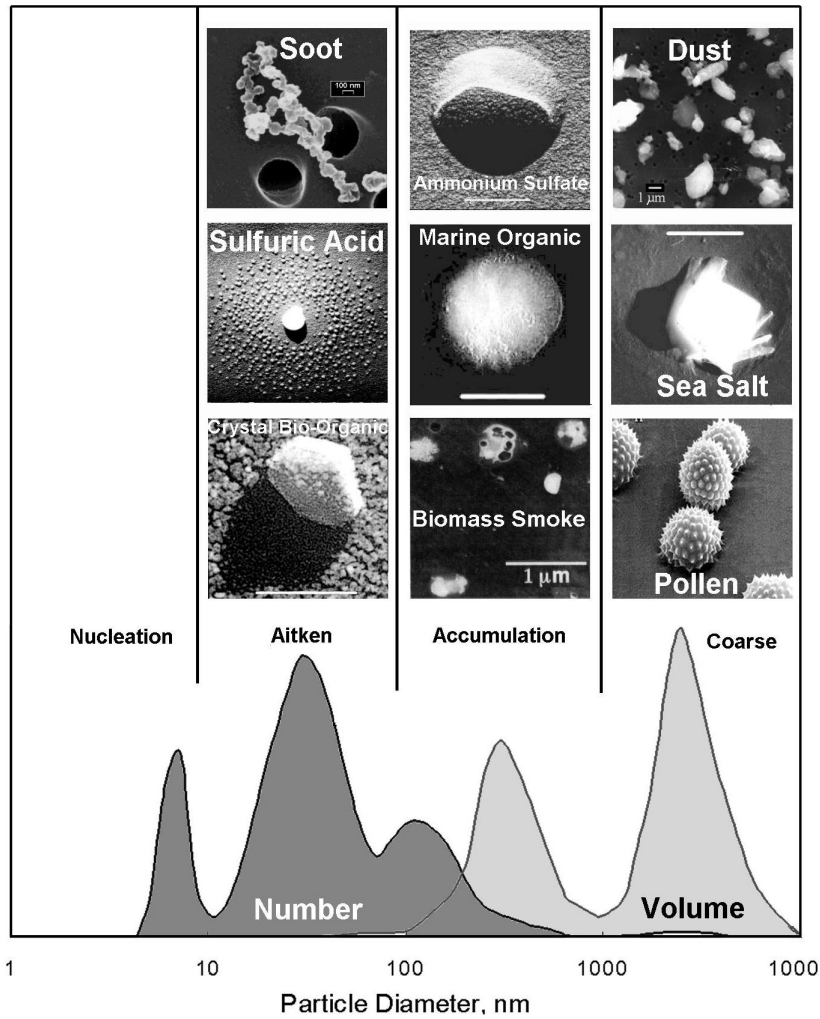 Soot
100 nm
Ammonium Sulfate
Dust
1 μm
Sulfuric Acid
Marine Organic
Sea Salt
Crystal Bio-Organic
Biomass Smoke
1 μm
Pollen
Nucleation
Aitken
Accumulation
Coarse
Number
Volume
1
10
100
1000
1000
Particle Diameter, nm